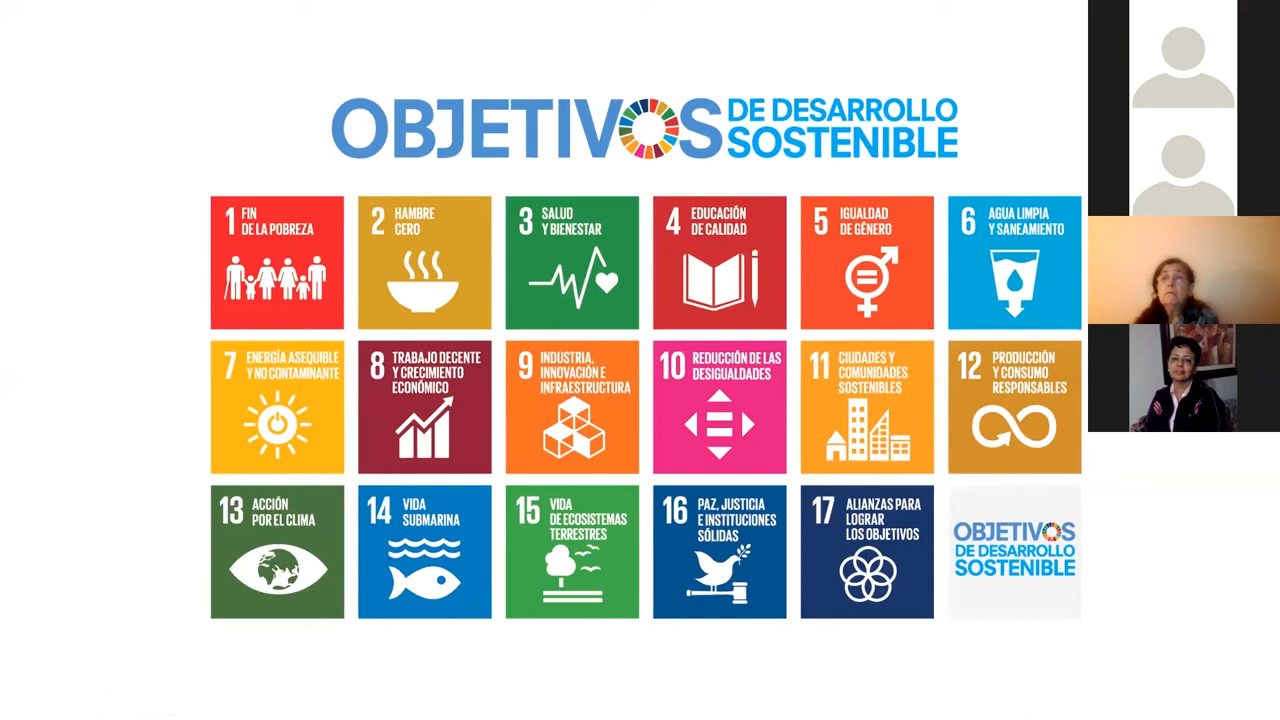 OBJETIVOS
DE DESARROLLO
SOSTENIBLE
1 FIN
DE LA POBREZA
2 HAMBRE
CERO
3 SALUD
Y BIENESTAR
4 EDUCACIÓN
DE CALIDAD
5 IGUALDAD
DE GÉNERO
6 AGUA LIMPIA
Y SANEAMIENTO
7 ENERGÍA ASEQUIBLE
Y NO CONTAMINANTE
8 TRABAJO DECENTE
Y CRECIMIENTO
ECONÓMICO
9 INDUSTRIA,
INNOVACIÓN E
INFRAESTRUCTURA
10 REDUCCIÓN DE LAS
DESIGUALDADES
11 CIUDADES Y
COMUNIDADES
SOSTENIBLES
12 PRODUCCIÓN
Y CONSUMO
RESPONSABLES
13 ACCIÓN
POR EL CLIMA
14 VIDA
SUBMARINA
15 VIDA
DE ECOSISTEMAS
TERRESTRES
16 PAZ, JUSTICIA
E INSTITUCIONES
SÓLIDAS
17 ALIANZAS PARA
LOGRAR
LOS OBJETIVOS
OBJETIVOS
DE DESARROLLO
SOSTENIBLE